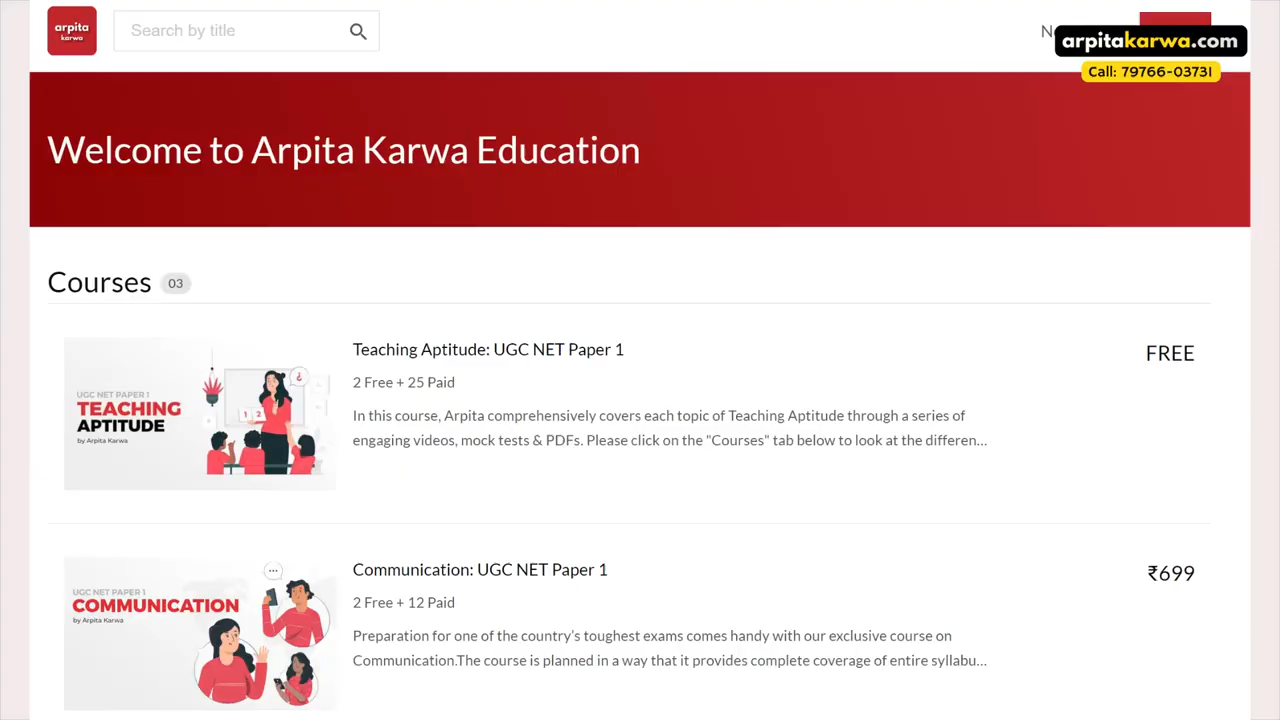 arpita
karwa
Search by title
arpitakarwa.com
Call: 79766-03731
Welcome to Arpita Karwa Education
Courses 03
UGC NET PAPER 1
TEACHING
APTITUDE
by Arpita Karwa
1 2
Teaching Aptitude: UGC NET Paper 1
FREE
2 Free + 25 Paid
In this course, Arpita comprehensively covers each topic of Teaching Aptitude through a series of
engaging videos, mock tests & PDFs. Please click on the "Courses" tab below to look at the differen...
UGC NET PAPER 1
COMMUNICATION
by Arpita Karwa
Communication: UGC NET Paper 1
₹699
2 Free + 12 Paid
Preparation for one of the country's toughest exams comes handy with our exclusive course on
Communication.The course is planned in a way that it provides complete coverage of entire syllabu...